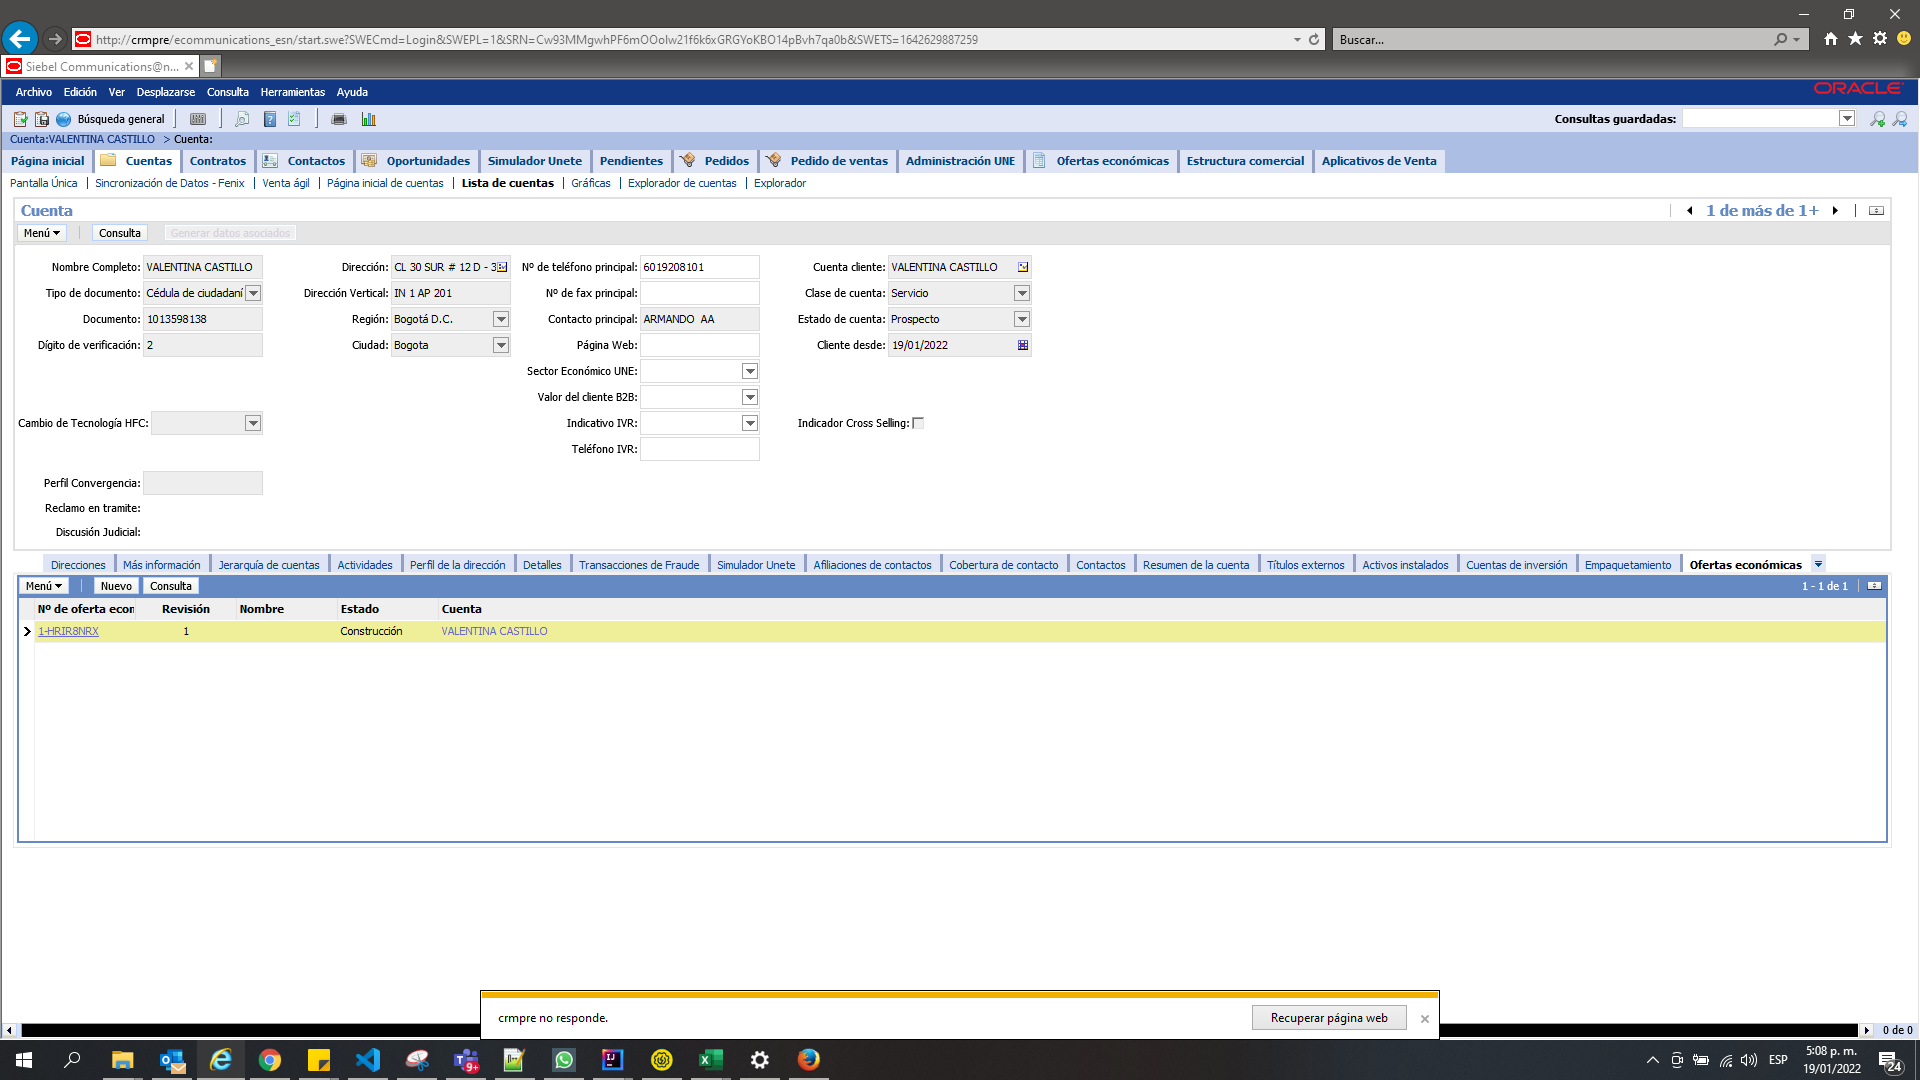 http://crmpre/ecommunications_esn/start.swe?SWECmd=Login&SWEPL=1&SRN=Cw93MMgwhPF6mOOolw21f6k6xGRGYoKBO14pBvh7qa0b&SWETS=1642629887259
Buscar...
Siebel Communications@n...
Archivo Edición Ver Desplazarse Consulta Herramientas Ayuda
ORACLE
Búsqueda general
Consultas guardadas:
Cuenta:VALENTINA CASTILLO > Cuenta:
Página inicial Cuentas Contratos Contactos Oportunidades Simulador Unete Pendientes Pedidos Pedido de ventas Administración UNE Ofertas económicas Estructura comercial Aplicativos de Venta
Pantalla Única Sincronización de Datos - Fenix Venta ágil Página inicial de cuentas Lista de cuentas Gráficas Explorador de cuentas Explorador
Cuenta
1 de más de 1+
Menú Consulta Generar datos asociados
Nombre Completo: VALENTINA CASTILLO Dirección: CL 30 SUR # 12 D - 3 Nº de teléfono principal: 6019208101 Cuenta cliente: VALENTINA CASTILLO
Tipo de documento: Cédula de ciudadaní Dirección Vertical: IN 1 AP 201 Nº de fax principal: Clase de cuenta: Servicio
Documento: 1013598138 Región: Bogotá D.C. Contacto principal: ARMANDO AA Estado de cuenta: Prospecto
Dígito de verificación: 2 Ciudad: Bogota Página Web: Cliente desde: 19/01/2022
Sector Económico UNE:
Valor del cliente B2B:
Cambio de Tecnología HFC: Indicativo IVR: Indicador Cross Selling:
Teléfono IVR:
Perfil Convergencia:
Reclamo en tramite:
Discusión Judicial:
Direcciones Más información Jerarquía de cuentas Actividades Perfil de la dirección Detalles Transacciones de Fraude Simulador Unete Afiliaciones de contactos Cobertura de contacto Contactos Resumen de la cuenta Títulos externos Activos instalados Cuentas de inversión Empaquetamiento Ofertas económicas
Menú Nuevo Consulta
1 - 1 de 1
Nº de oferta econ Revisión Nombre Estado Cuenta
1-HRIR8NRX 1 Construcción VALENTINA CASTILLO
crmpre no responde.
Recuperar página web
0 de 0
9+
ESP
5:08 p. m.
19/01/2022
24